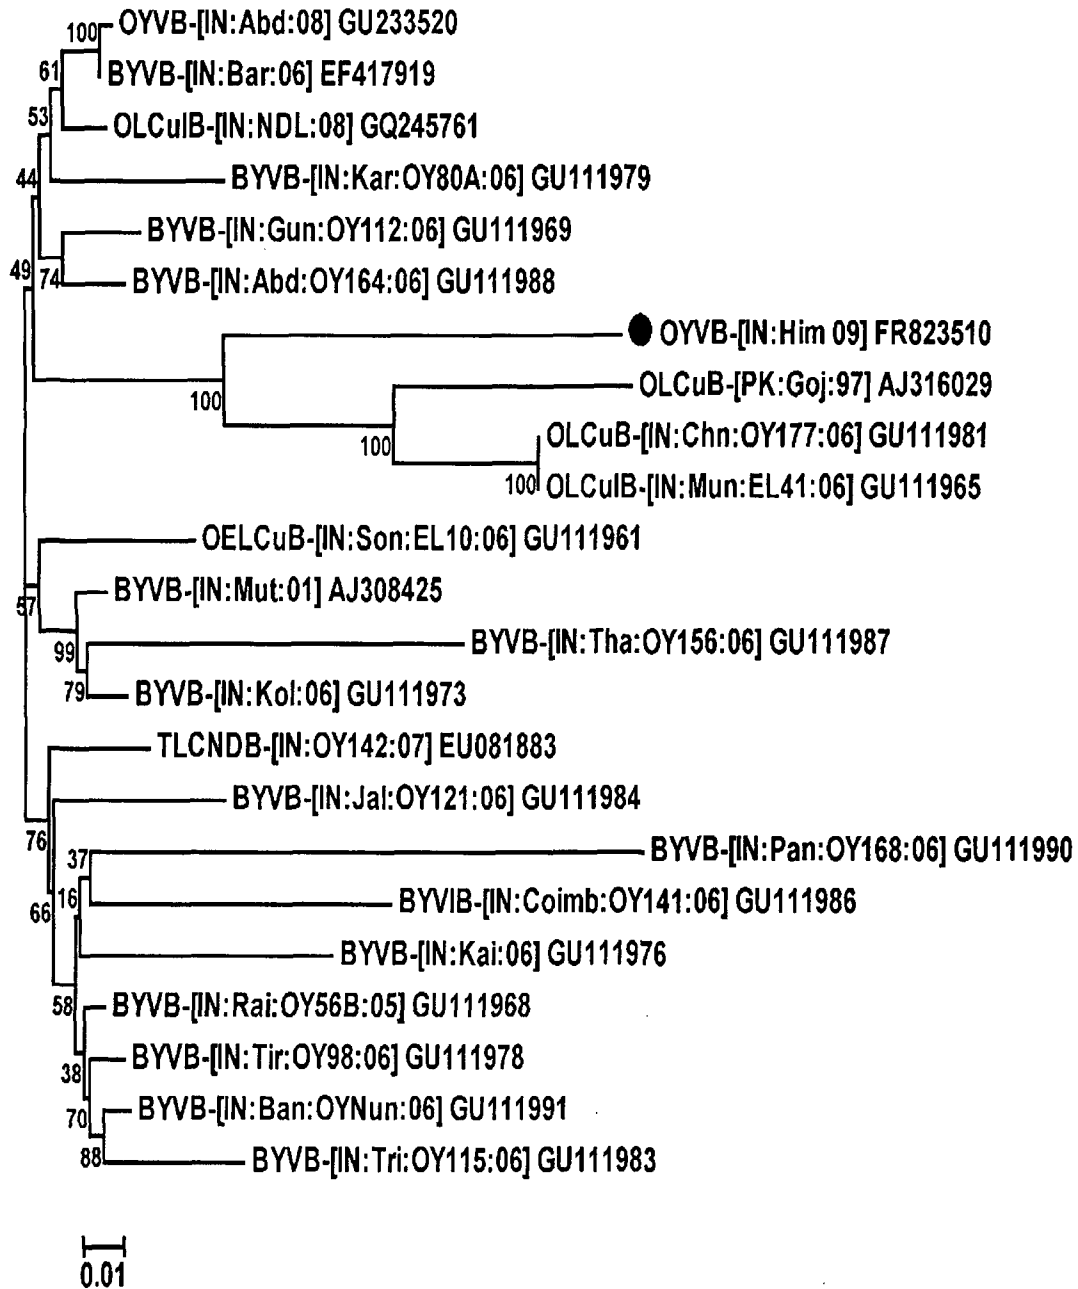 100 OYVB-[IN:Abd:08] GU233520
61 BYVB-[IN:Bar:06] EF417919
53 OLCuIB-[IN:NDL:08] GQ245761
44 BYVB-[IN:Kar:OY80A:06] GU111979
BYVB-[IN:Gun:OY112:06] GU111969
49 74 BYVB-[IN:Abd:OY164:06] GU111988
OYVB-[IN:Him 09] FR823510
100 OLCuB-[PK:Goj:97] AJ316029
100 OLCuB-[IN:Chn:OY177:06] GU111981
100 OLCuIB-[IN:Mun:EL41:06] GU111965
OELCuB-[IN:Son:EL10:06] GU111961
57 BYVB-[IN:Mut:01] AJ308425
99 BYVB-[IN:Tha:OY156:06] GU111987
79 BYVB-[IN:Kol:06] GU111973
TLCNDB-[IN:OY142:07] EU081883
BYVB-[IN:Jal:OY121:06] GU111984
76 37 BYVB-[IN:Pan:OY168:06] GU111990
66 16 BYVIB-[IN:Coimb:OY141:06] GU111986
BYVB-[IN:Kai:06] GU111976
58 BYVB-[IN:Rai:OY56B:05] GU111968
38 BYVB-[IN:Tir:OY98:06] GU111978
70 BYVB-[IN:Ban:OYNun:06] GU111991
88 BYVB-[IN:Tri:OY115:06] GU111983
0.01